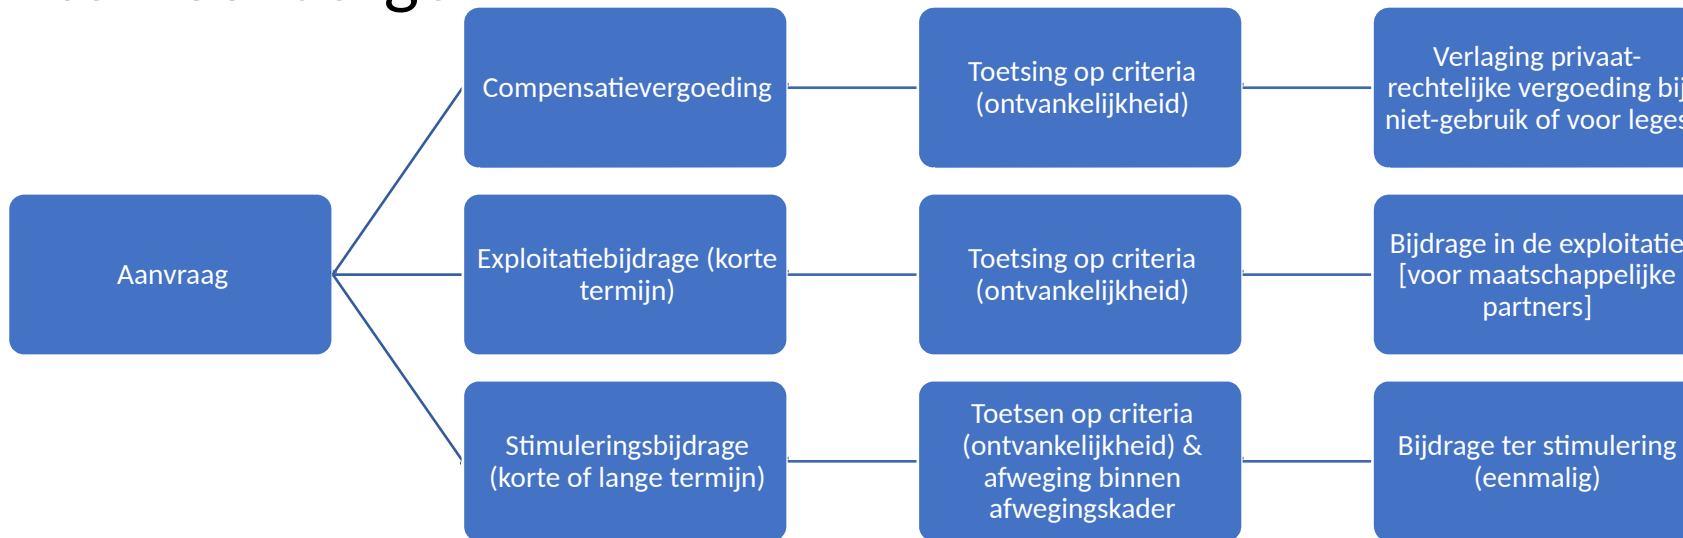 Aanvraag
Compensatievergoeding
Toetsing op criteria
(ontvankelijkheid)
Verlaging privaat-
rechtelijke vergoeding bij
niet-gebruik of voor leges
Exploitatiebijdrage (korte
termijn)
Toetsing op criteria
(ontvankelijkheid)
Bijdrage in de exploitatie
[voor maatschappelijke
partners]
Stimuleringsbijdrage
(korte of lange termijn)
Toetsen op criteria
(ontvankelijkheid) &
afweging binnen
afwegingskader
Bijdrage ter stimulering
(eenmalig)